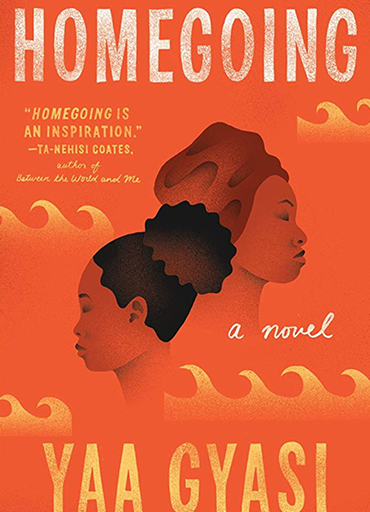 HOMEGOING
“HOMEGOING IS
AN INSPIRATION.”
—TA-NEHISI COATES,
author of
Between the World and Me
a novel
YAA GYASI